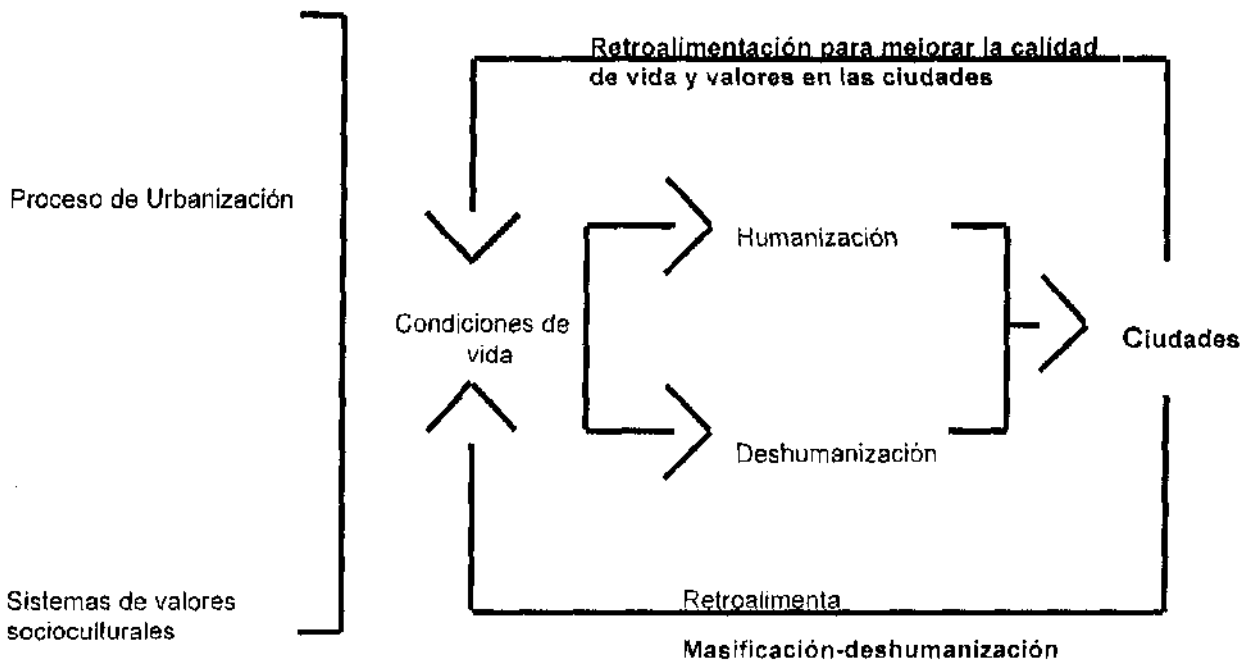 Retroalimentación para mejorar la calidad
de vida y valores en las ciudades
Proceso de Urbanización
Humanización
Condiciones de
vida
Ciudades
Deshumanización
Sistemas de valores
socioculturales
Retroalimenta
Masificación-deshumanización